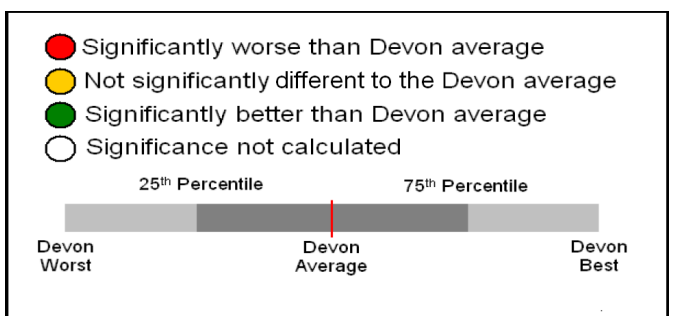 Significantly worse than Devon average
Not significantly different to the Devon average
Significantly better than Devon average
Significance not calculated
25th Percentile 75th Percentile
Devon Worst Devon Average Devon Best